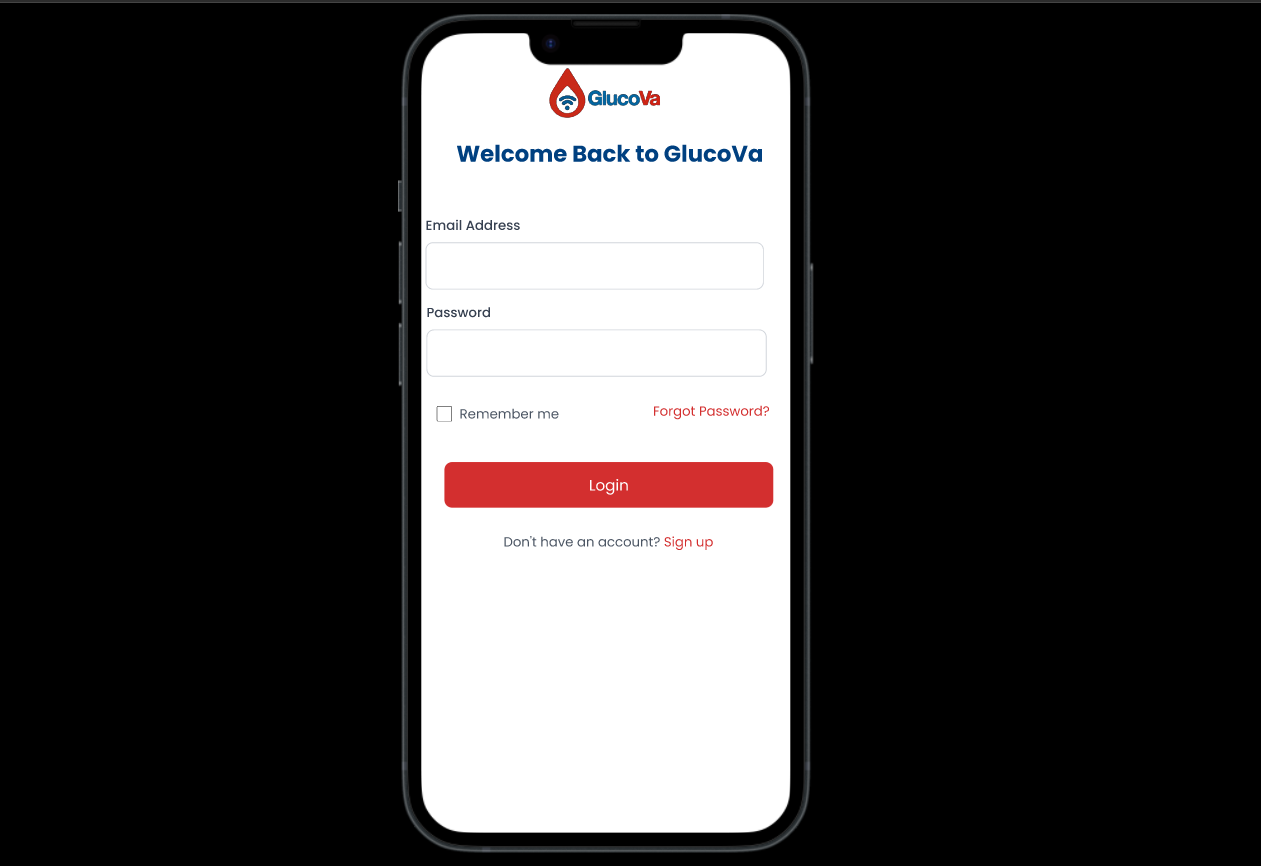 GlucoVa
Welcome Back to GlucoVa
Email Address
Password
Remember me
Forgot Password?
Login
Don't have an account? Sign up